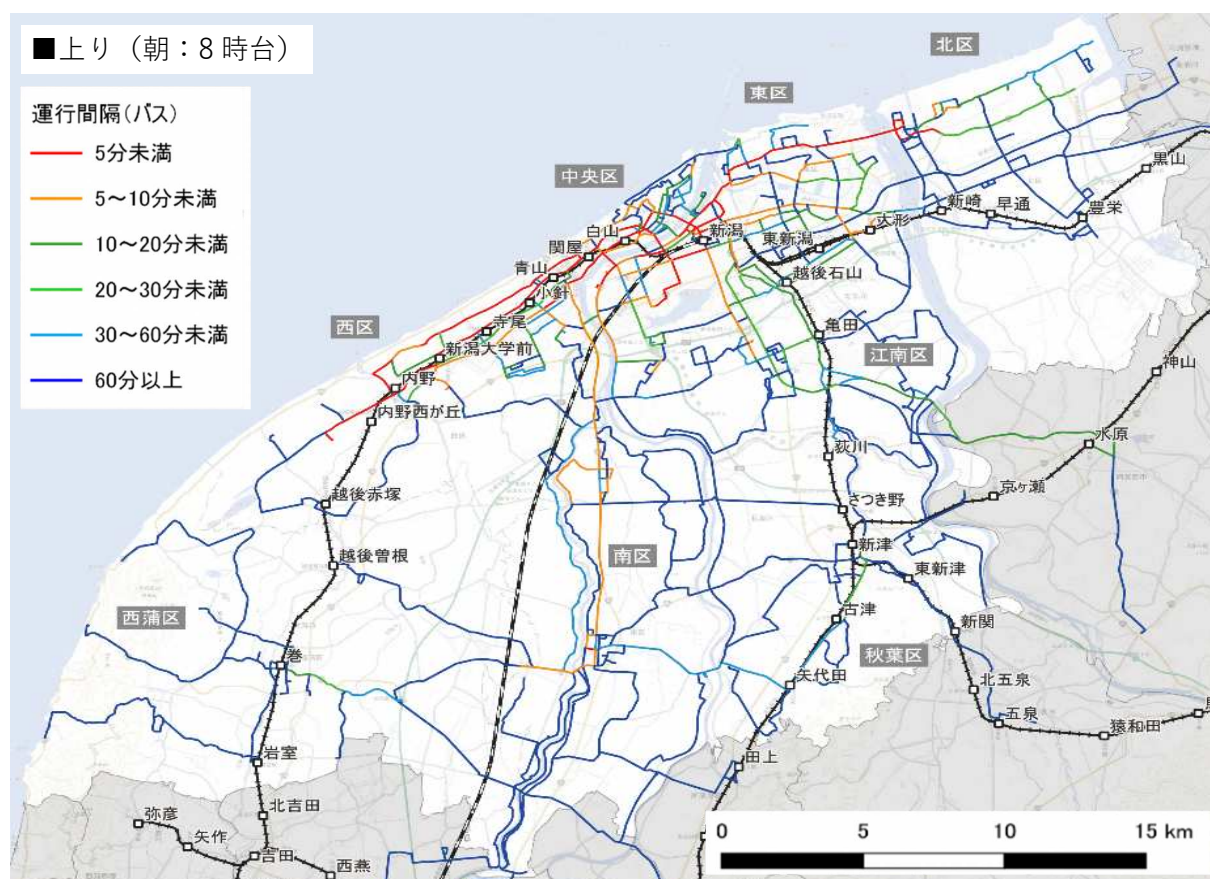 ■上り（朝：8時台）
運行間隔(バス)
5分未満
5～10分未満
10～20分未満
20～30分未満
30～60分未満
60分以上
北区
東区
中央区
西区
江南区
南区
西蒲区
秋葉区
黒山
豊栄
早通
新崎
大形
東新潟
新潟
越後石山
白山
関屋
青山
小針
寺尾
新潟大学前
内野
内野西が丘
越後赤塚
越後曽根
巻
岩室
北吉田
弥彦
矢作
吉田
西燕
亀田
荻川
さつき野
新津
古津
矢代田
田上
東新津
新関
北五泉
五泉
猿和田
神山
水原
京ヶ瀬
0 5 10 15 km